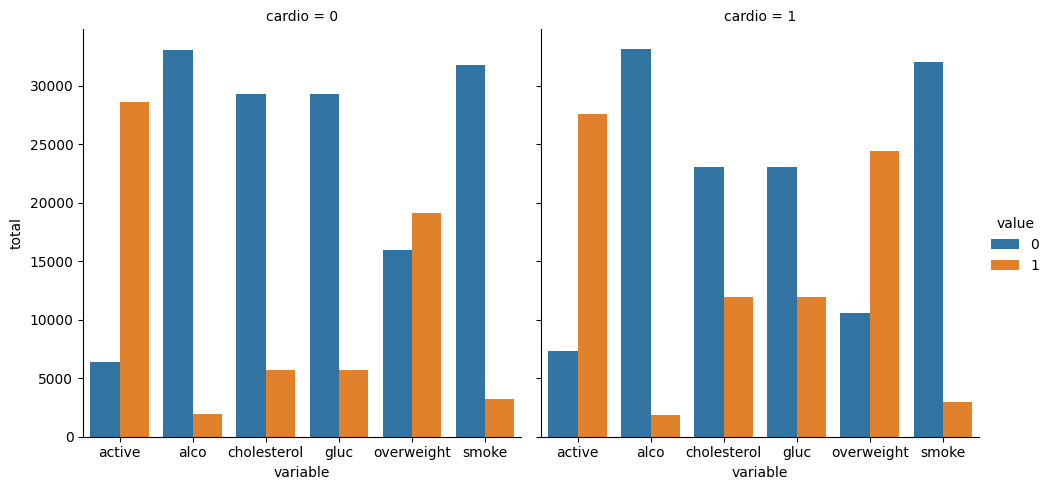 cardio = 0
cardio = 1
total
30000
25000
20000
15000
10000
5000
0
active alco cholesterol gluc overweight smoke
variable
active alco cholesterol gluc overweight smoke
variable
value
0
1